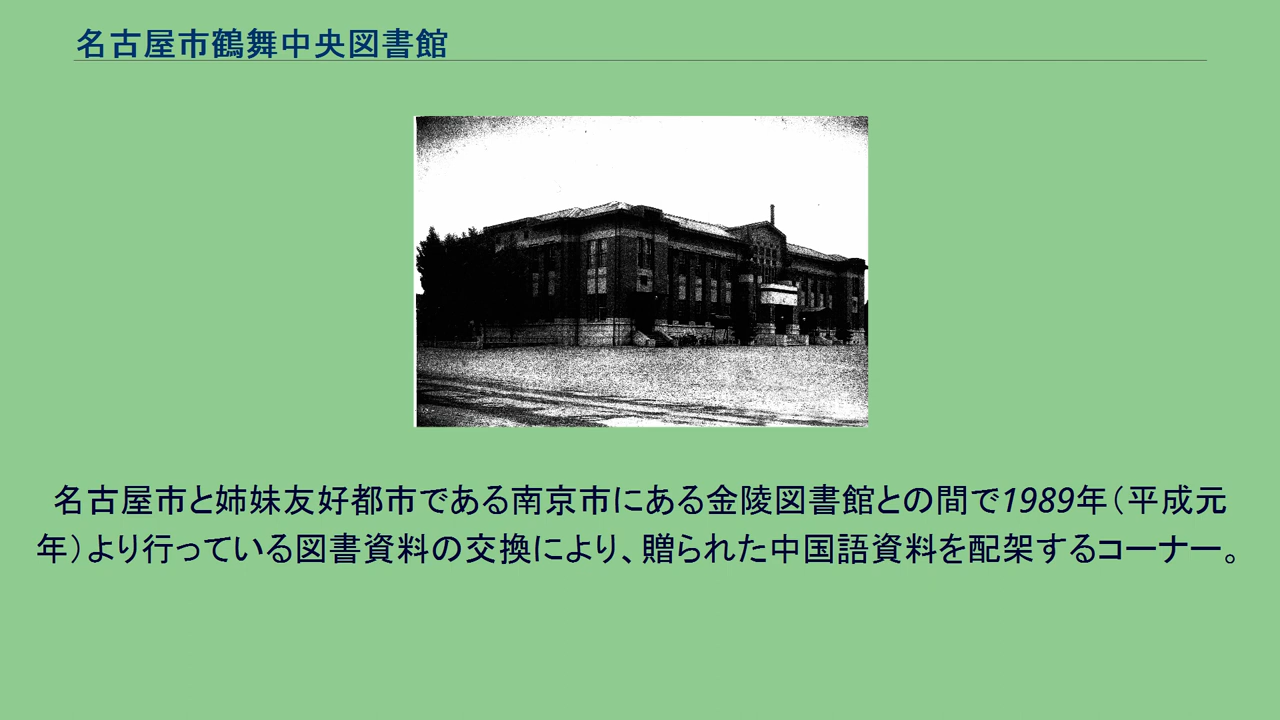 名古屋市鶴舞中央図書館
名古屋市と姉妹友好都市である南京市にある金陵図書館との間で1989年（平成元
年）より行っている図書資料の交換により、贈られた中国語資料を配架するコーナー。